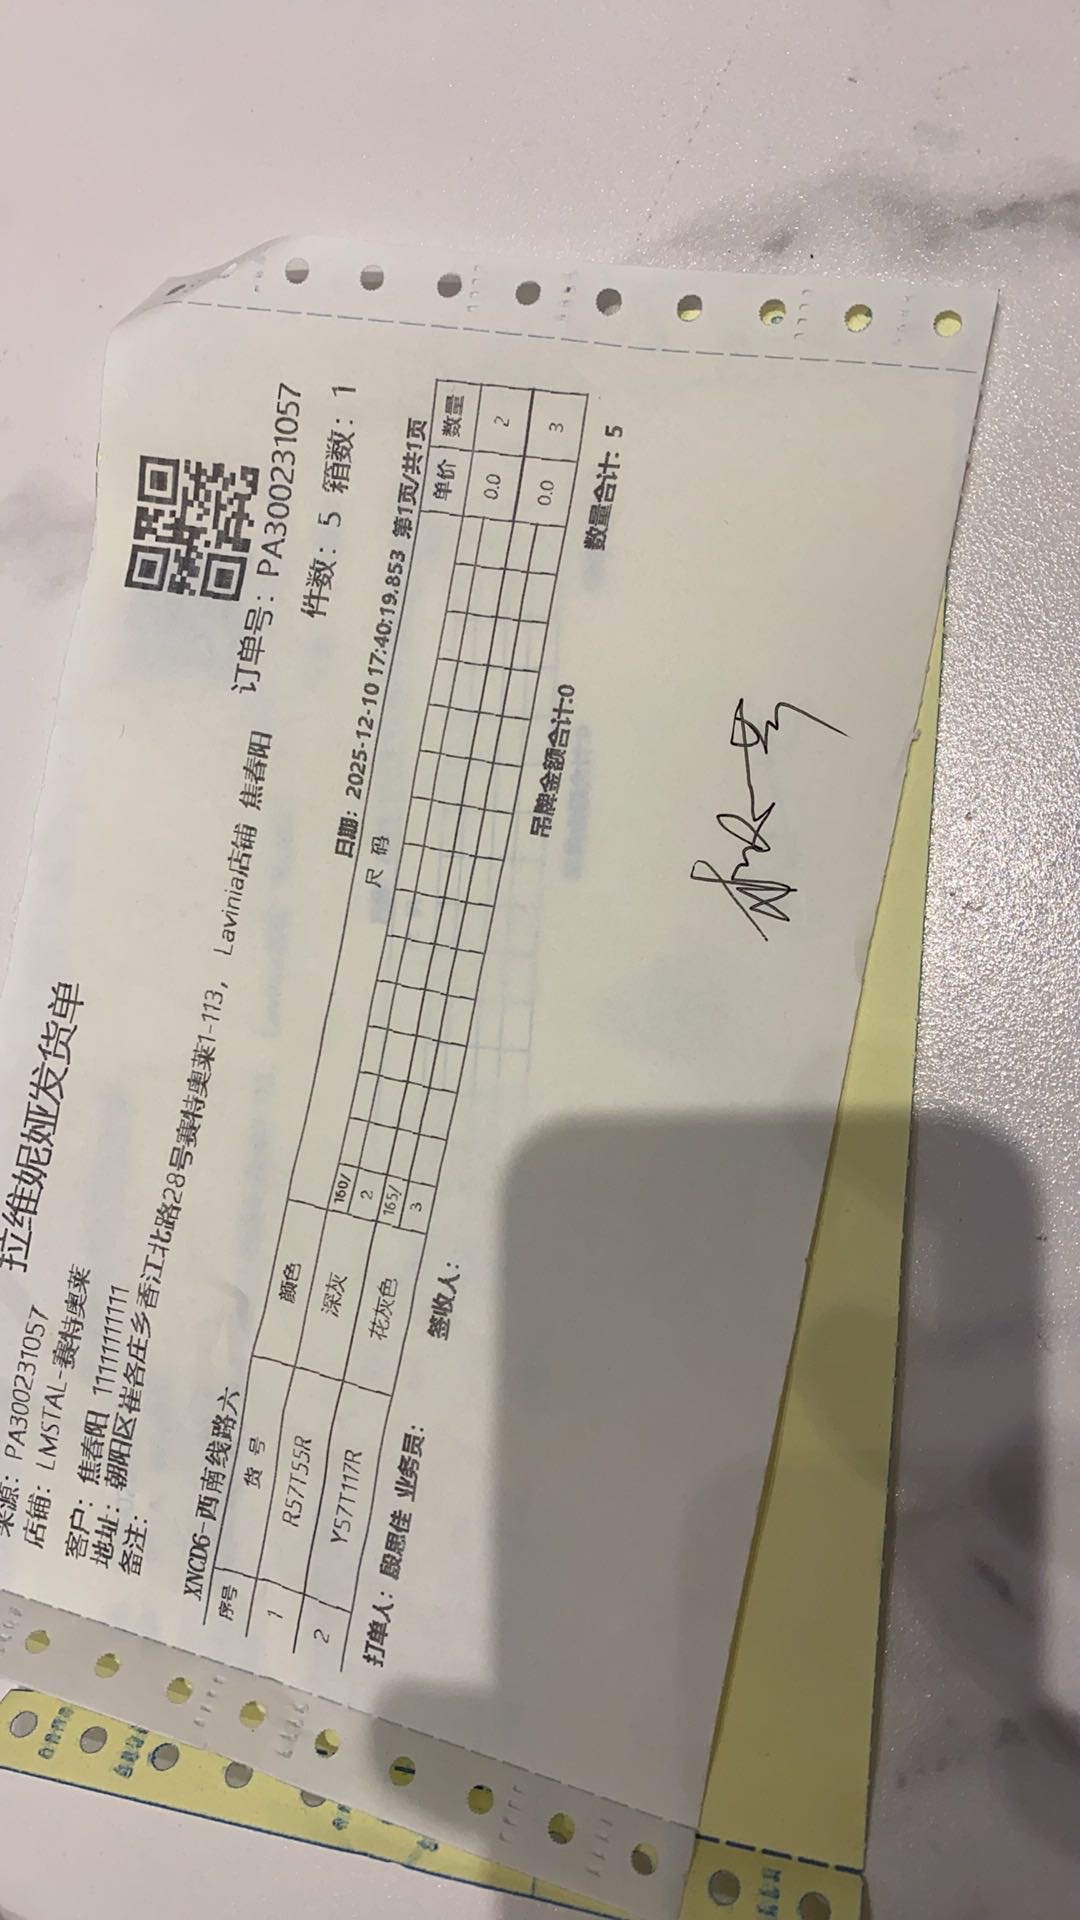 拉维妮娅发货单
来源：PA300231057
店铺：LMSTAL-赛特奥莱
客户：焦春阳 11111111111
地址：朝阳区崔各庄乡香江北路28号赛特奥莱1-113， Lavinia店铺 焦春阳 订单号：PA300231057
备注：
件数：5 箱数：1
XNCD6-西南线路六 日期：2025-12-10 17:40:19.853 第1页/共1页
序号 货号 颜色 尺码 单价 数量
1 R57T55R 深灰 160/ 0.0 2
2
2 Y57T117R 花灰色 165/ 0.0 3
3
吊牌金额合计:0 数量合计: 5
打单人：殷思佳 业务员： 签收人：